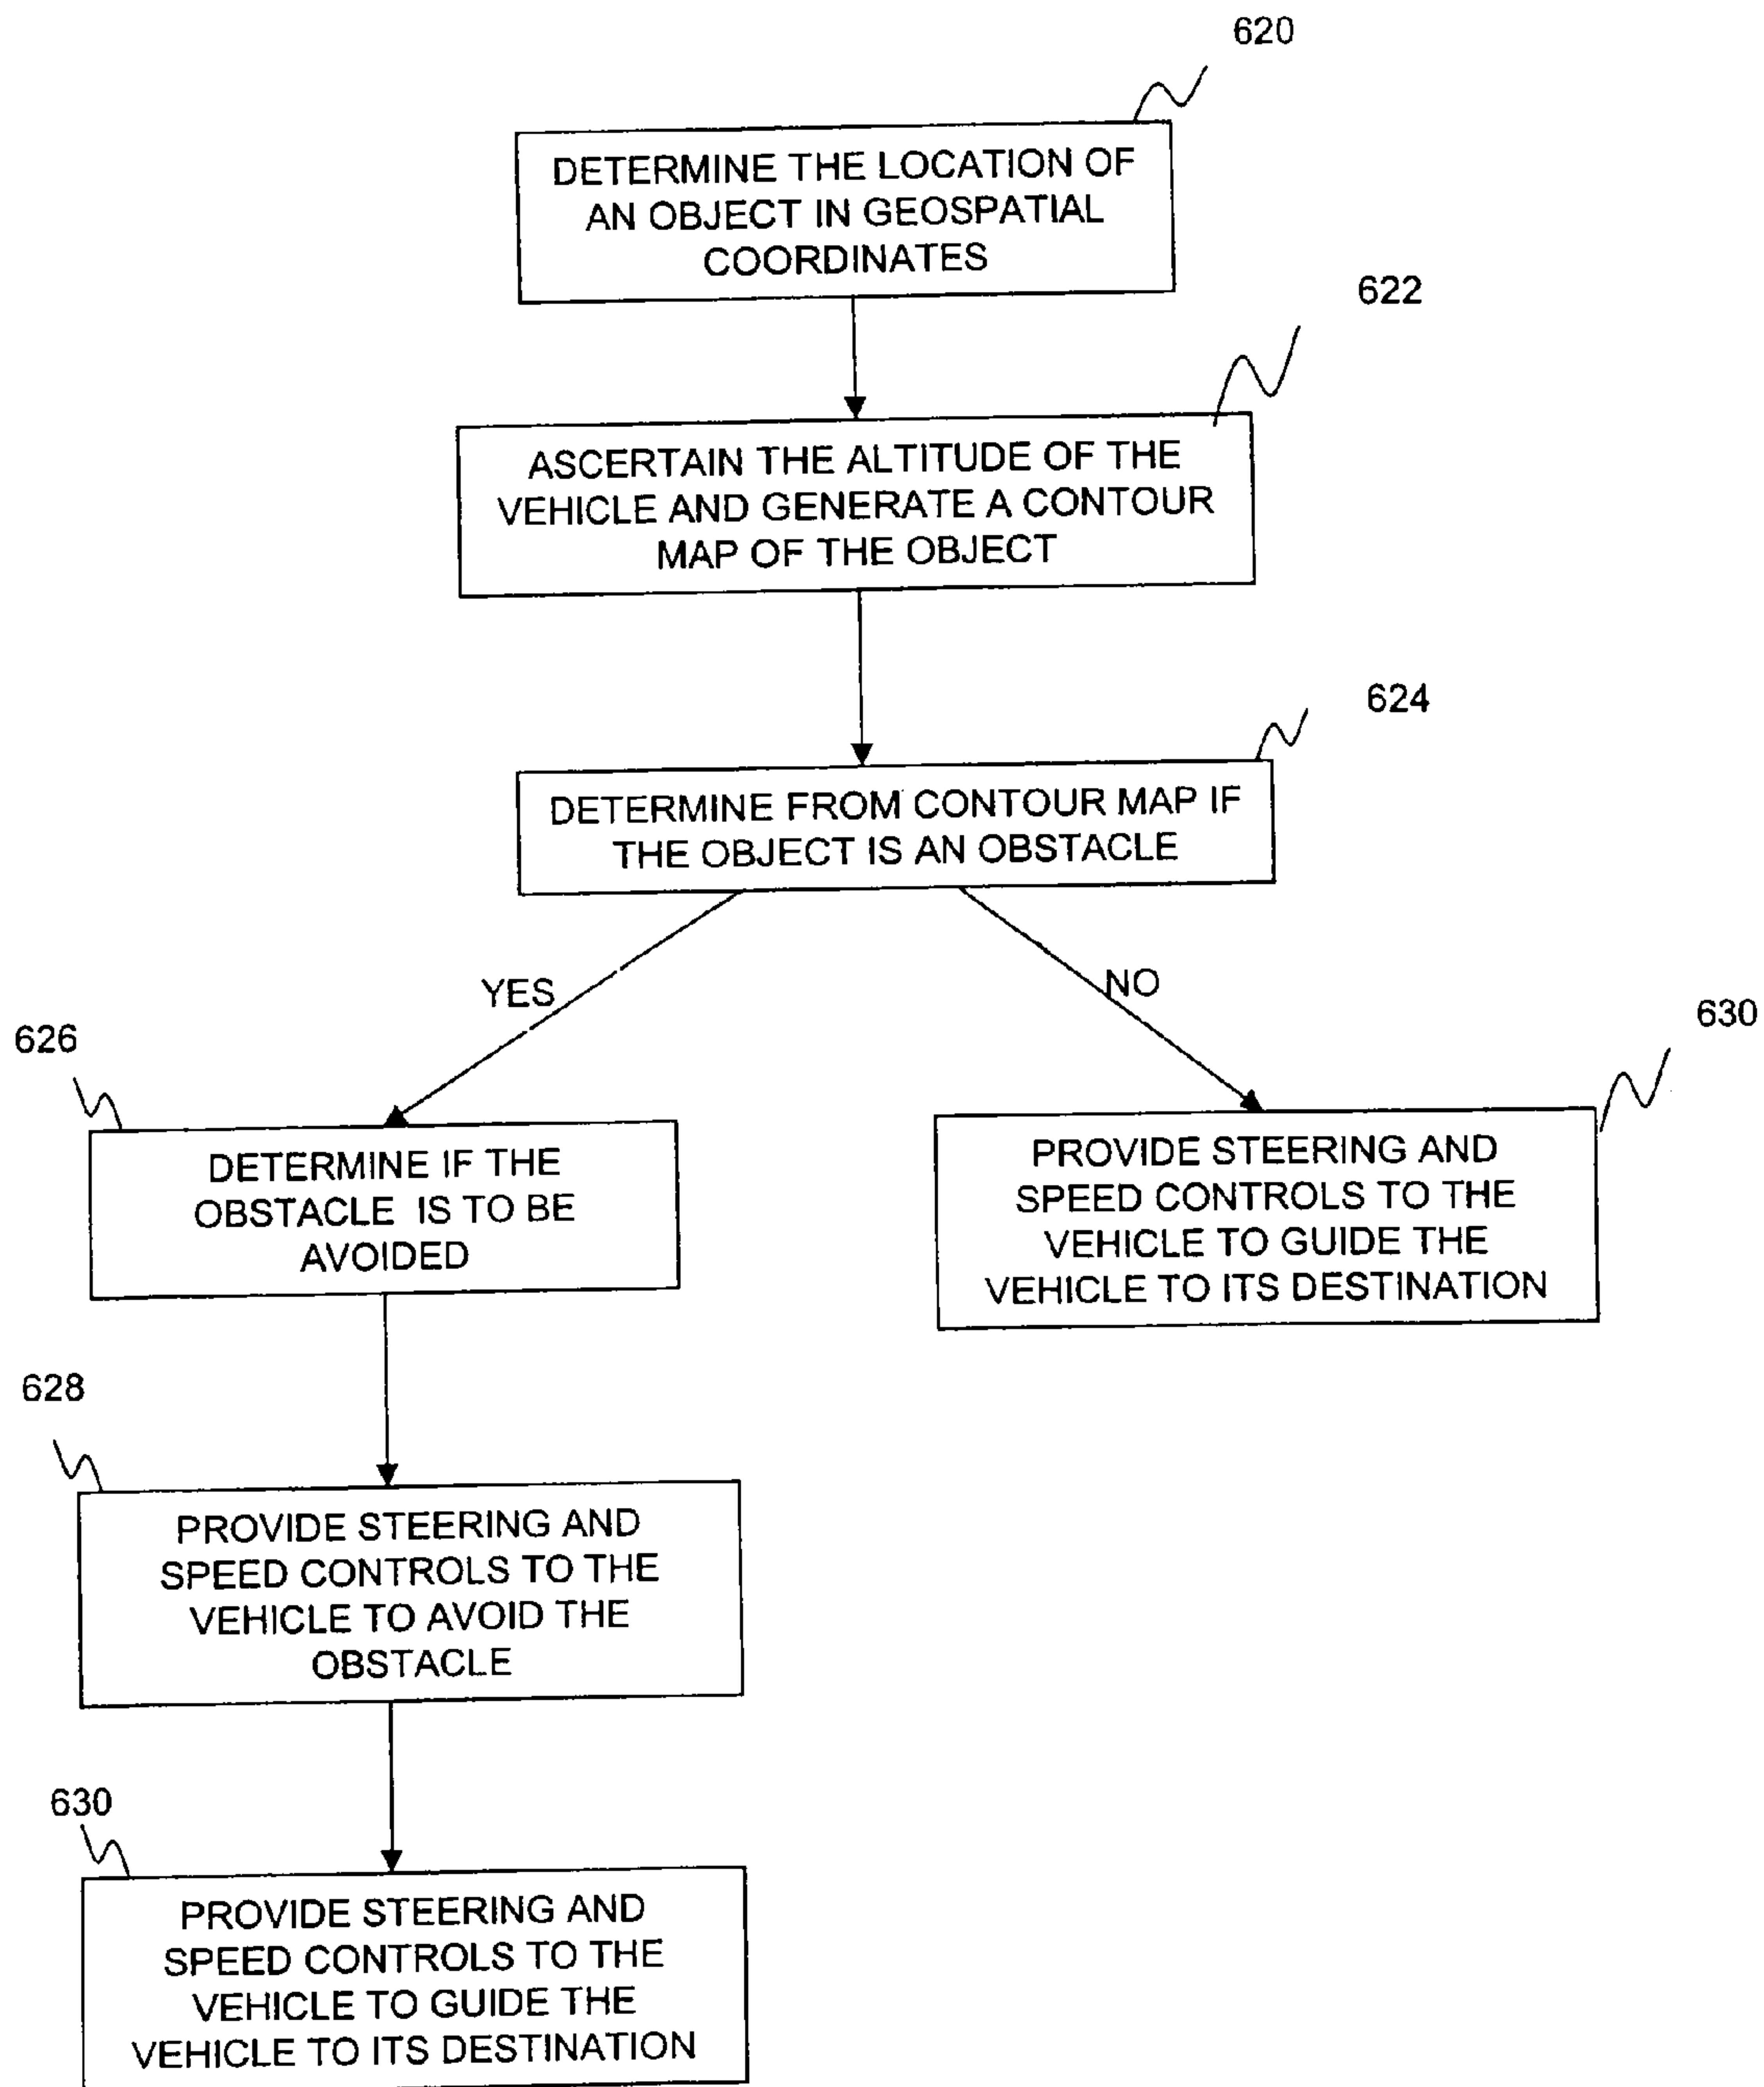 620
DETERMINE THE LOCATION OF
AN OBJECT IN GEOSPATIAL
COORDINATES
622
ASCERTAIN THE ALTITUDE OF THE
VEHICLE AND GENERATE A CONTOUR
MAP OF THE OBJECT
624
DETERMINE FROM CONTOUR MAP IF
THE OBJECT IS AN OBSTACLE
YES
NO
626
DETERMINE IF THE
OBSTACLE IS TO BE
AVOIDED
630
PROVIDE STEERING AND
SPEED CONTROLS TO THE
VEHICLE TO GUIDE THE
VEHICLE TO ITS DESTINATION
628
PROVIDE STEERING AND
SPEED CONTROLS TO THE
VEHICLE TO AVOID THE
OBSTACLE
630
PROVIDE STEERING AND
SPEED CONTROLS TO THE
VEHICLE TO GUIDE THE
VEHICLE TO ITS DESTINATION